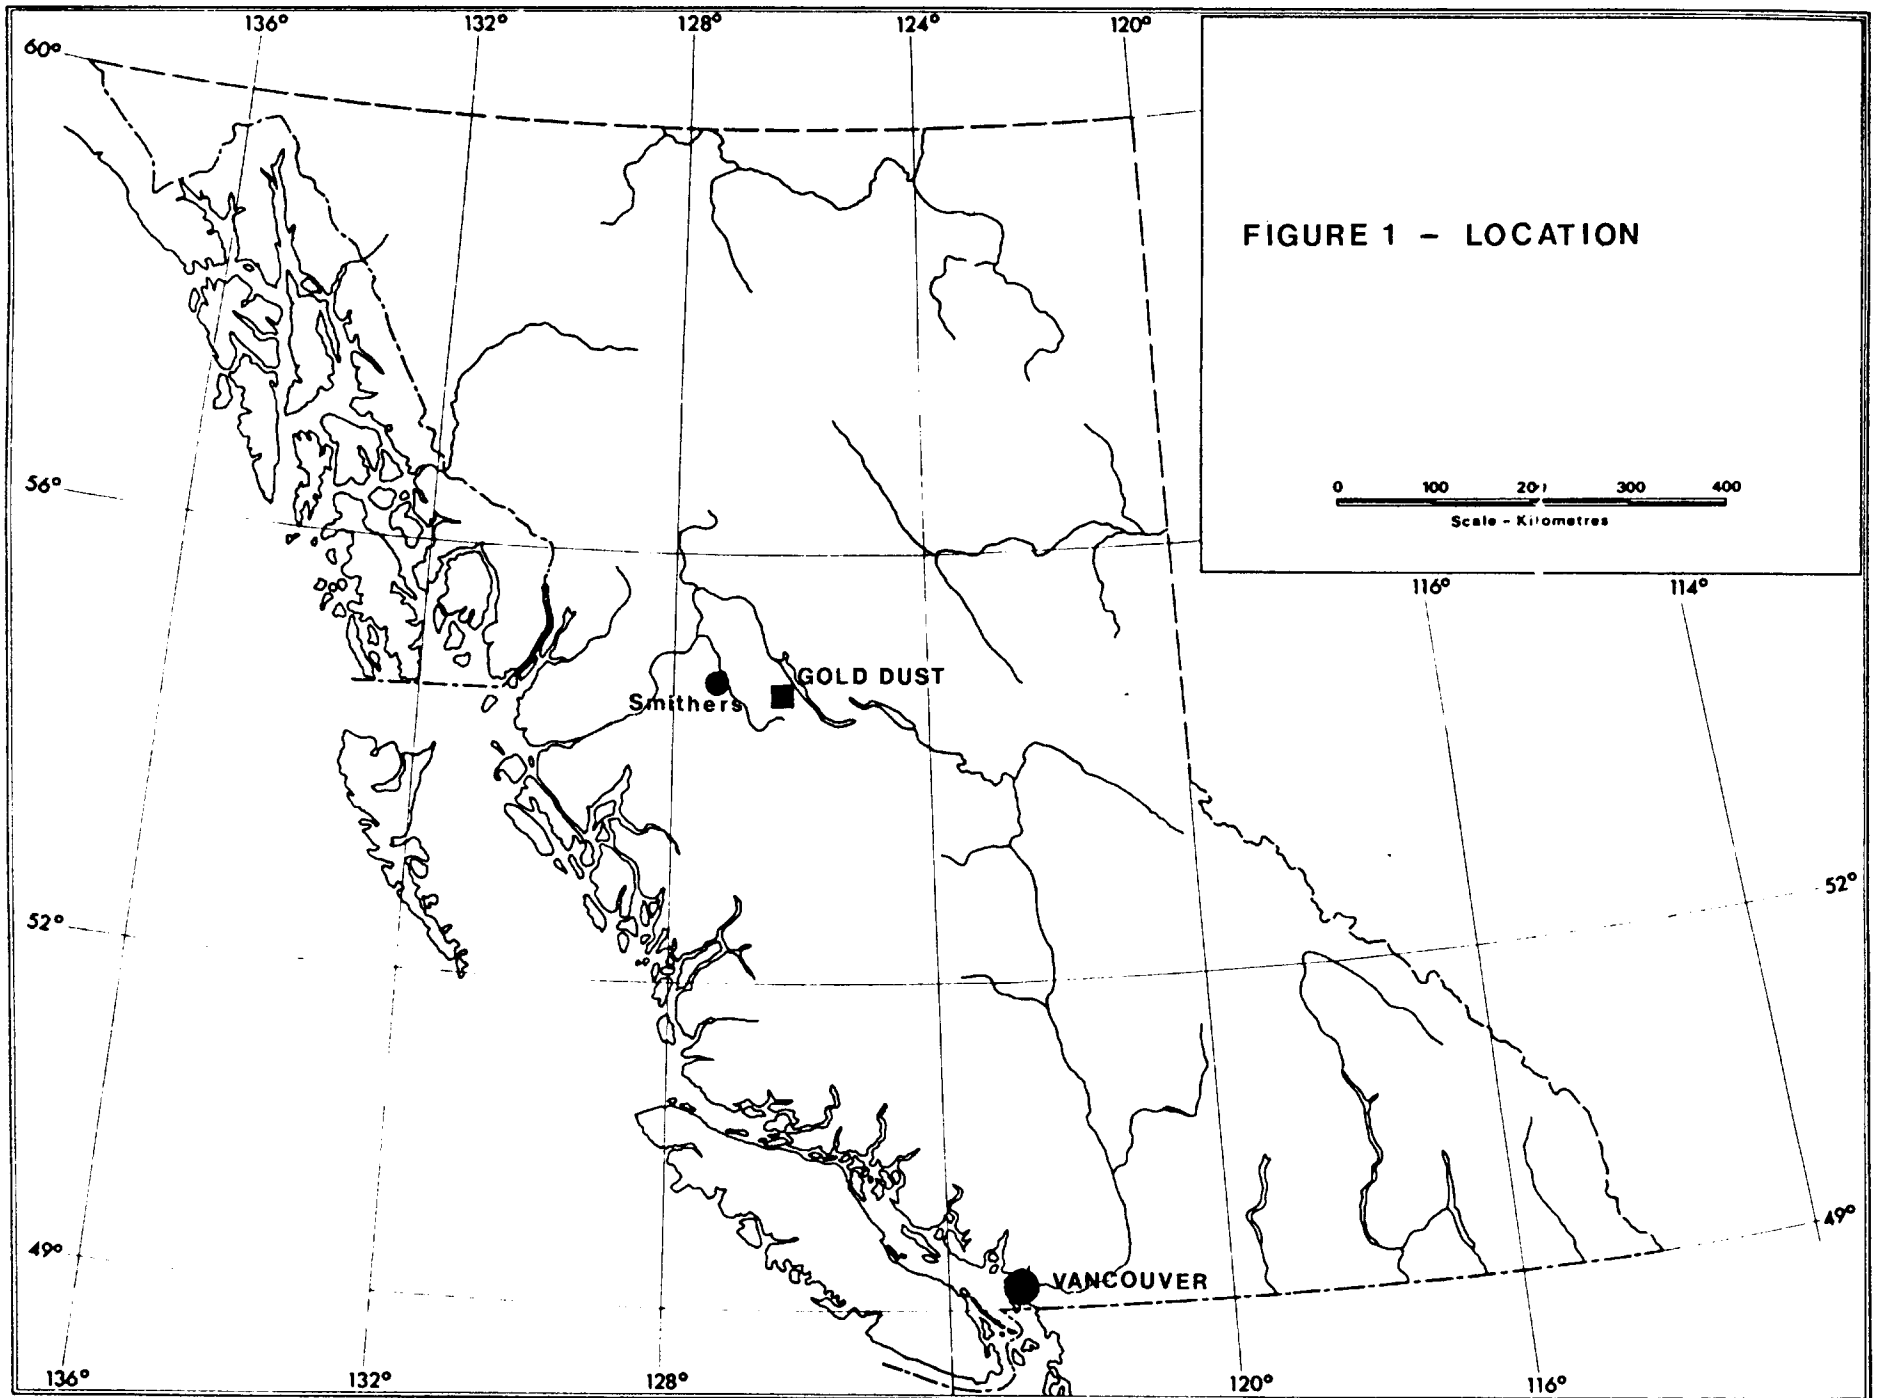 136° 132° 128° 124° 120°
60°
FIGURE 1 – LOCATION
56°
0 100 200 300 400
Scale – Kilometres
116° 114°
GOLD DUST
Smithers
52°
52°
49°
49°
VANCOUVER
136° 132° 128° 120° 116°